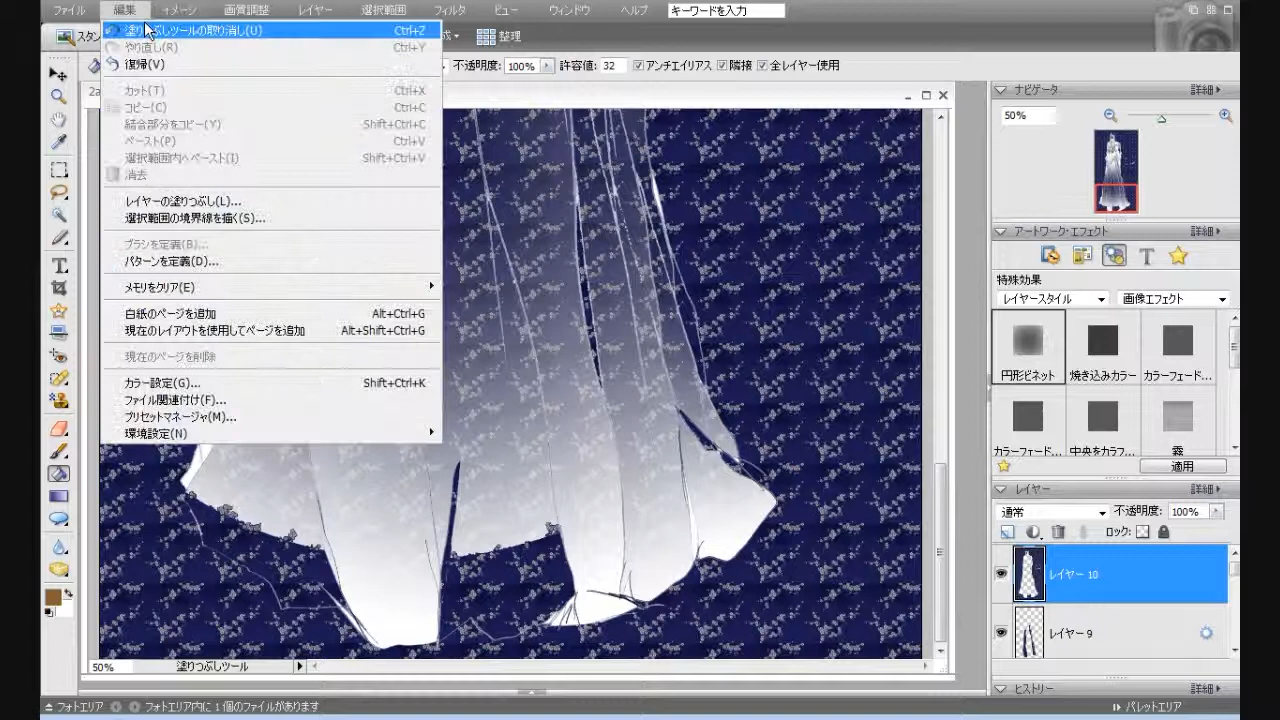 ファイル 編集 イメージ 画質調整 レイヤー 選択範囲 フィルタ ビュー ウィンドウ ヘルプ キーワードを入力
整理
不透明度: 100% 許容値: 32 アンチエイリアス 隣接 全レイヤー使用
塗りつぶしツールの取り消し(U) Ctrl+Z
やり直し(R) Ctrl+Y
復帰(V)
カット(T) Ctrl+X
コピー(C) Ctrl+C
結合部分をコピー(Y) Shift+Ctrl+C
ペースト(P) Ctrl+V
選択範囲内へペースト(I) Shift+Ctrl+V
消去
レイヤーの塗りつぶし(L)...
選択範囲の境界線を描く(S)...
ブラシを定義(B)...
パターンを定義(D)...
メモリをクリア(E)
白紙のページを追加 Alt+Ctrl+G
現在のレイアウトを使用してページを追加 Alt+Shift+Ctrl+G
現在のページを削除
カラー設定(G)... Shift+Ctrl+K
ファイル関連付け(F)...
プリセットマネージャ(M)...
環境設定(N)
50% 塗りつぶしツール
ナビゲータ 詳細
50%
アートワーク・エフェクト 詳細
特殊効果
レイヤースタイル 画像エフェクト
円形ビネット 焼き込みカラー カラーフェード...
カラーフェード... 中央をカラフ... 霧
適用
レイヤー 詳細
通常 不透明度: 100%
ロック:
レイヤー 10
レイヤー 9
ヒストリー 詳細
フォトエリア フォトエリア内に 1 個のファイルがあります パレットエリア